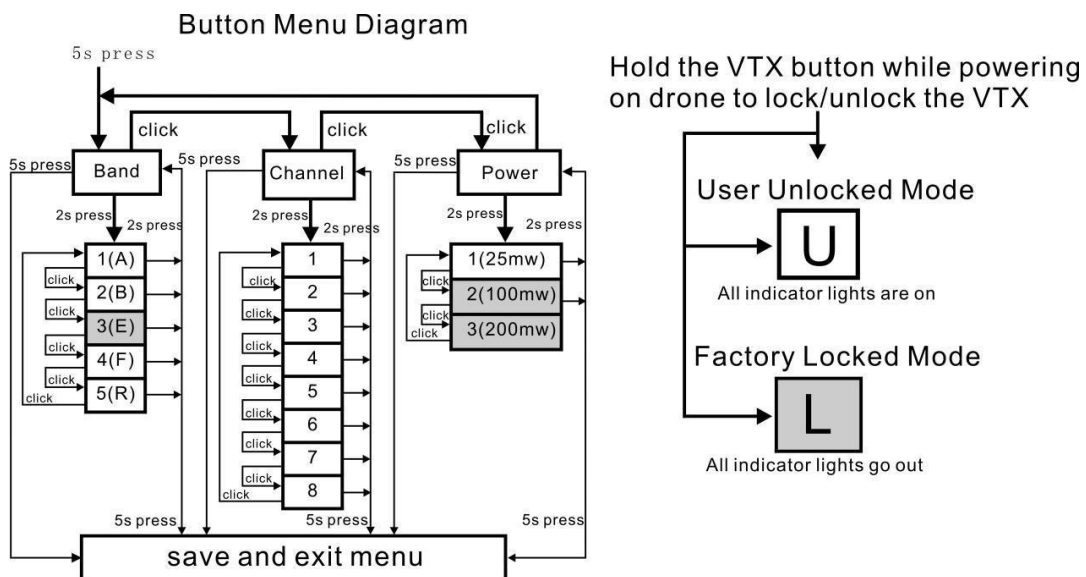 Button Menu Diagram
5s press
click
click
click
5s press
Band
5s press
Channel
5s press
Power
2s press
2s press
2s press
2s press
2s press
2s press
1(A)
click
2(B)
click
3(E)
click
4(F)
click
5(R)
click
1
click
2
click
3
click
4
click
5
click
6
click
7
click
8
click
1(25mw)
click
2(100mw)
click
3(200mw)
click
5s press
5s press
5s press
save and exit menu
Hold the VTX button while powering
on drone to lock/unlock the VTX
User Unlocked Mode
U
All indicator lights are on
Factory Locked Mode
L
All indicator lights go out